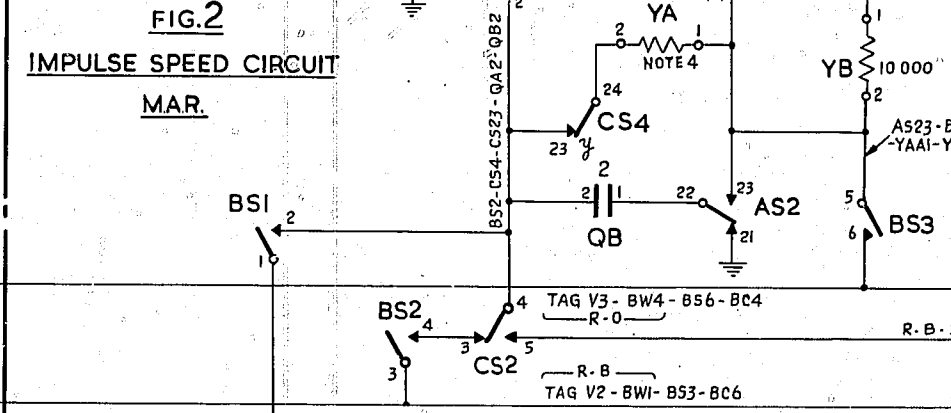 FIG.2
IMPULSE SPEED CIRCUIT
M.A.R.
2
BS2-CS4-CS23-QA2-QB2
YA
2
1
NOTE 4
1
YB
10 000"
2
24
CS4
23
y
AS23-B
-YAA1-Y
2
2
1
QB
22
23
AS2
21
5
BS3
6
BS1
2
1
TAG V3-BW4-BS6-BC4
R-O
BS2
4
3
4
3
5
CS2
R.B.
R-B
TAG V2-BW1-BS3-BC6